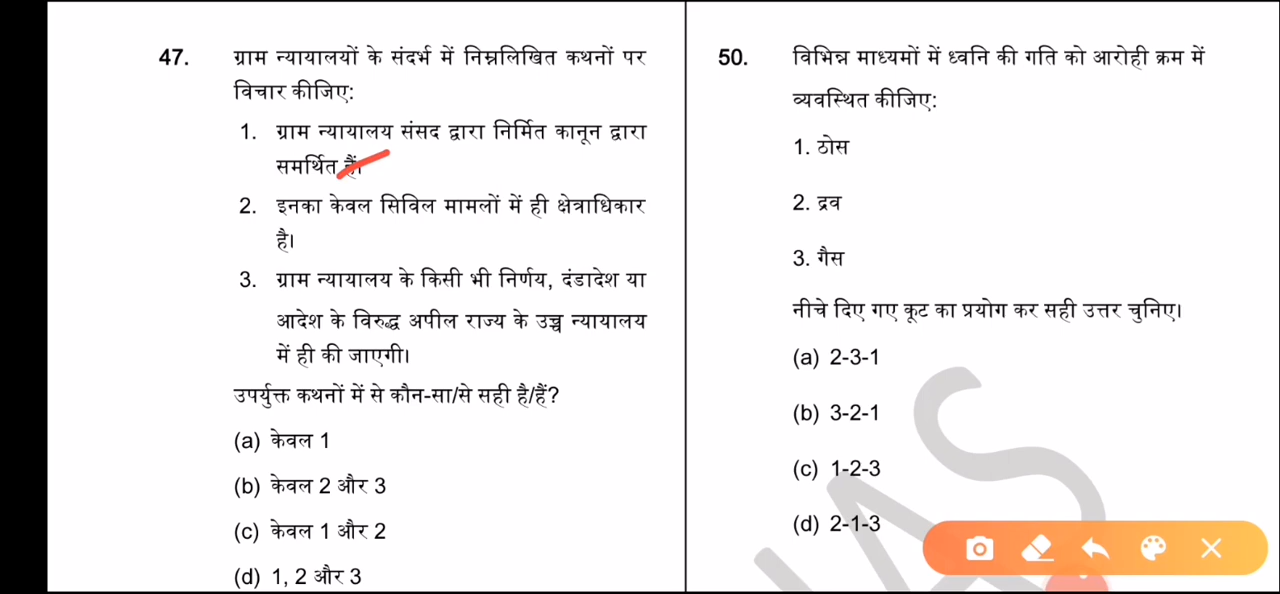 47. ग्राम न्यायालयों के संदर्भ में निम्नलिखित कथनों पर
विचार कीजिए:
1. ग्राम न्यायालय संसद द्वारा निर्मित कानून द्वारा
समर्थित हैं।
2. इनका केवल सिविल मामलों में ही क्षेत्राधिकार
है।
3. ग्राम न्यायालय के किसी भी निर्णय, दंडादेश या
आदेश के विरुद्ध अपील राज्य के उच्च न्यायालय
में ही की जाएगी।
उपर्युक्त कथनों में से कौन-सा/से सही है/हैं?
(a) केवल 1
(b) केवल 2 और 3
(c) केवल 1 और 2
(d) 1, 2 और 3
50. विभिन्न माध्यमों में ध्वनि की गति को आरोही क्रम में
व्यवस्थित कीजिए:
1. ठोस
2. द्रव
3. गैस
नीचे दिए गए कूट का प्रयोग कर सही उत्तर चुनिए।
(a) 2-3-1
(b) 3-2-1
(c) 1-2-3
(d) 2-1-3